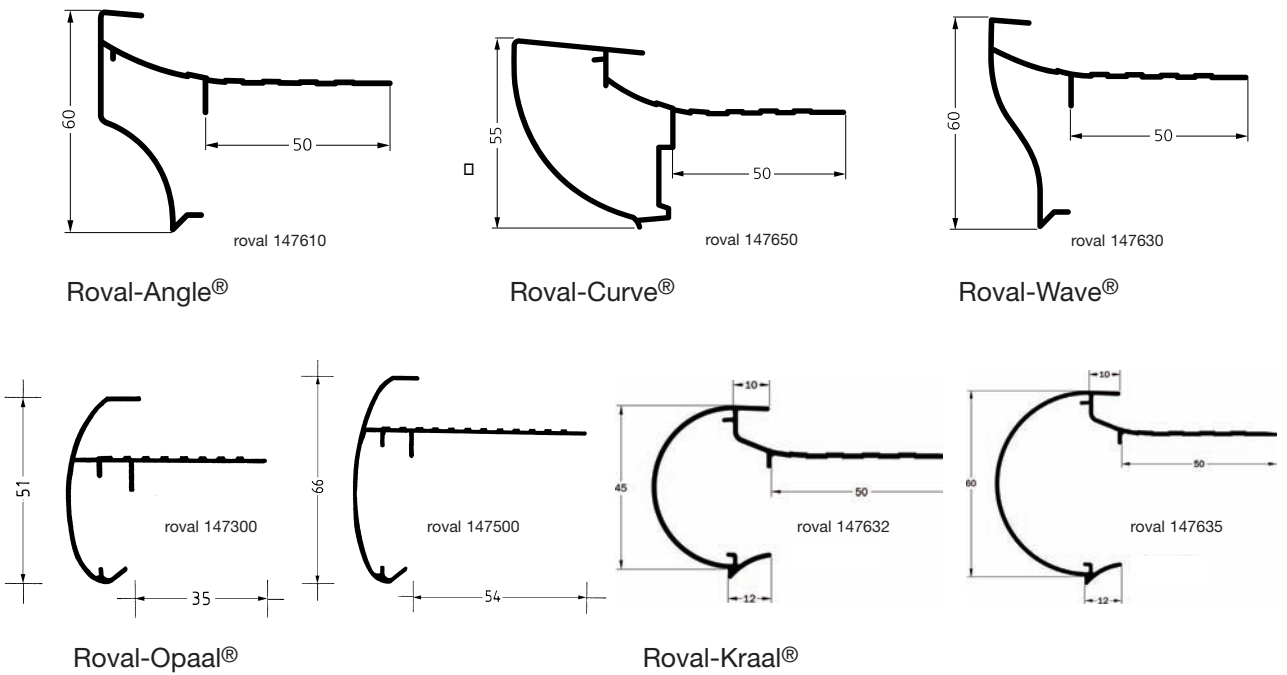 60
50
roval 147610
Roval-Angle®
55
50
roval 147650
Roval-Curve®
60
50
roval 147630
Roval-Wave®
51
roval 147300
35
66
roval 147500
54
Roval-Opaal®
10
45
50
roval 147632
12
10
60
50
roval 147635
12
Roval-Kraal®